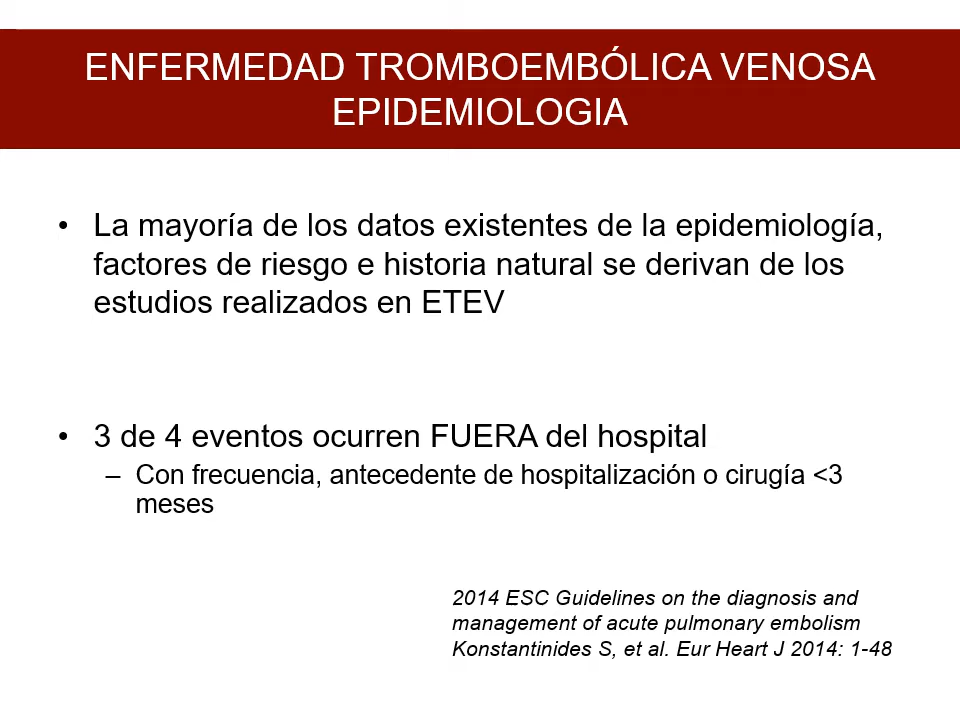 ENFERMEDAD TROMBOEMBÓLICA VENOSA
EPIDEMIOLOGIA
• La mayoría de los datos existentes de la epidemiología,
factores de riesgo e historia natural se derivan de los
estudios realizados en ETEV
• 3 de 4 eventos ocurren FUERA del hospital
– Con frecuencia, antecedente de hospitalización o cirugía <3
meses
2014 ESC Guidelines on the diagnosis and
management of acute pulmonary embolism
Konstantinides S, et al. Eur Heart J 2014: 1-48